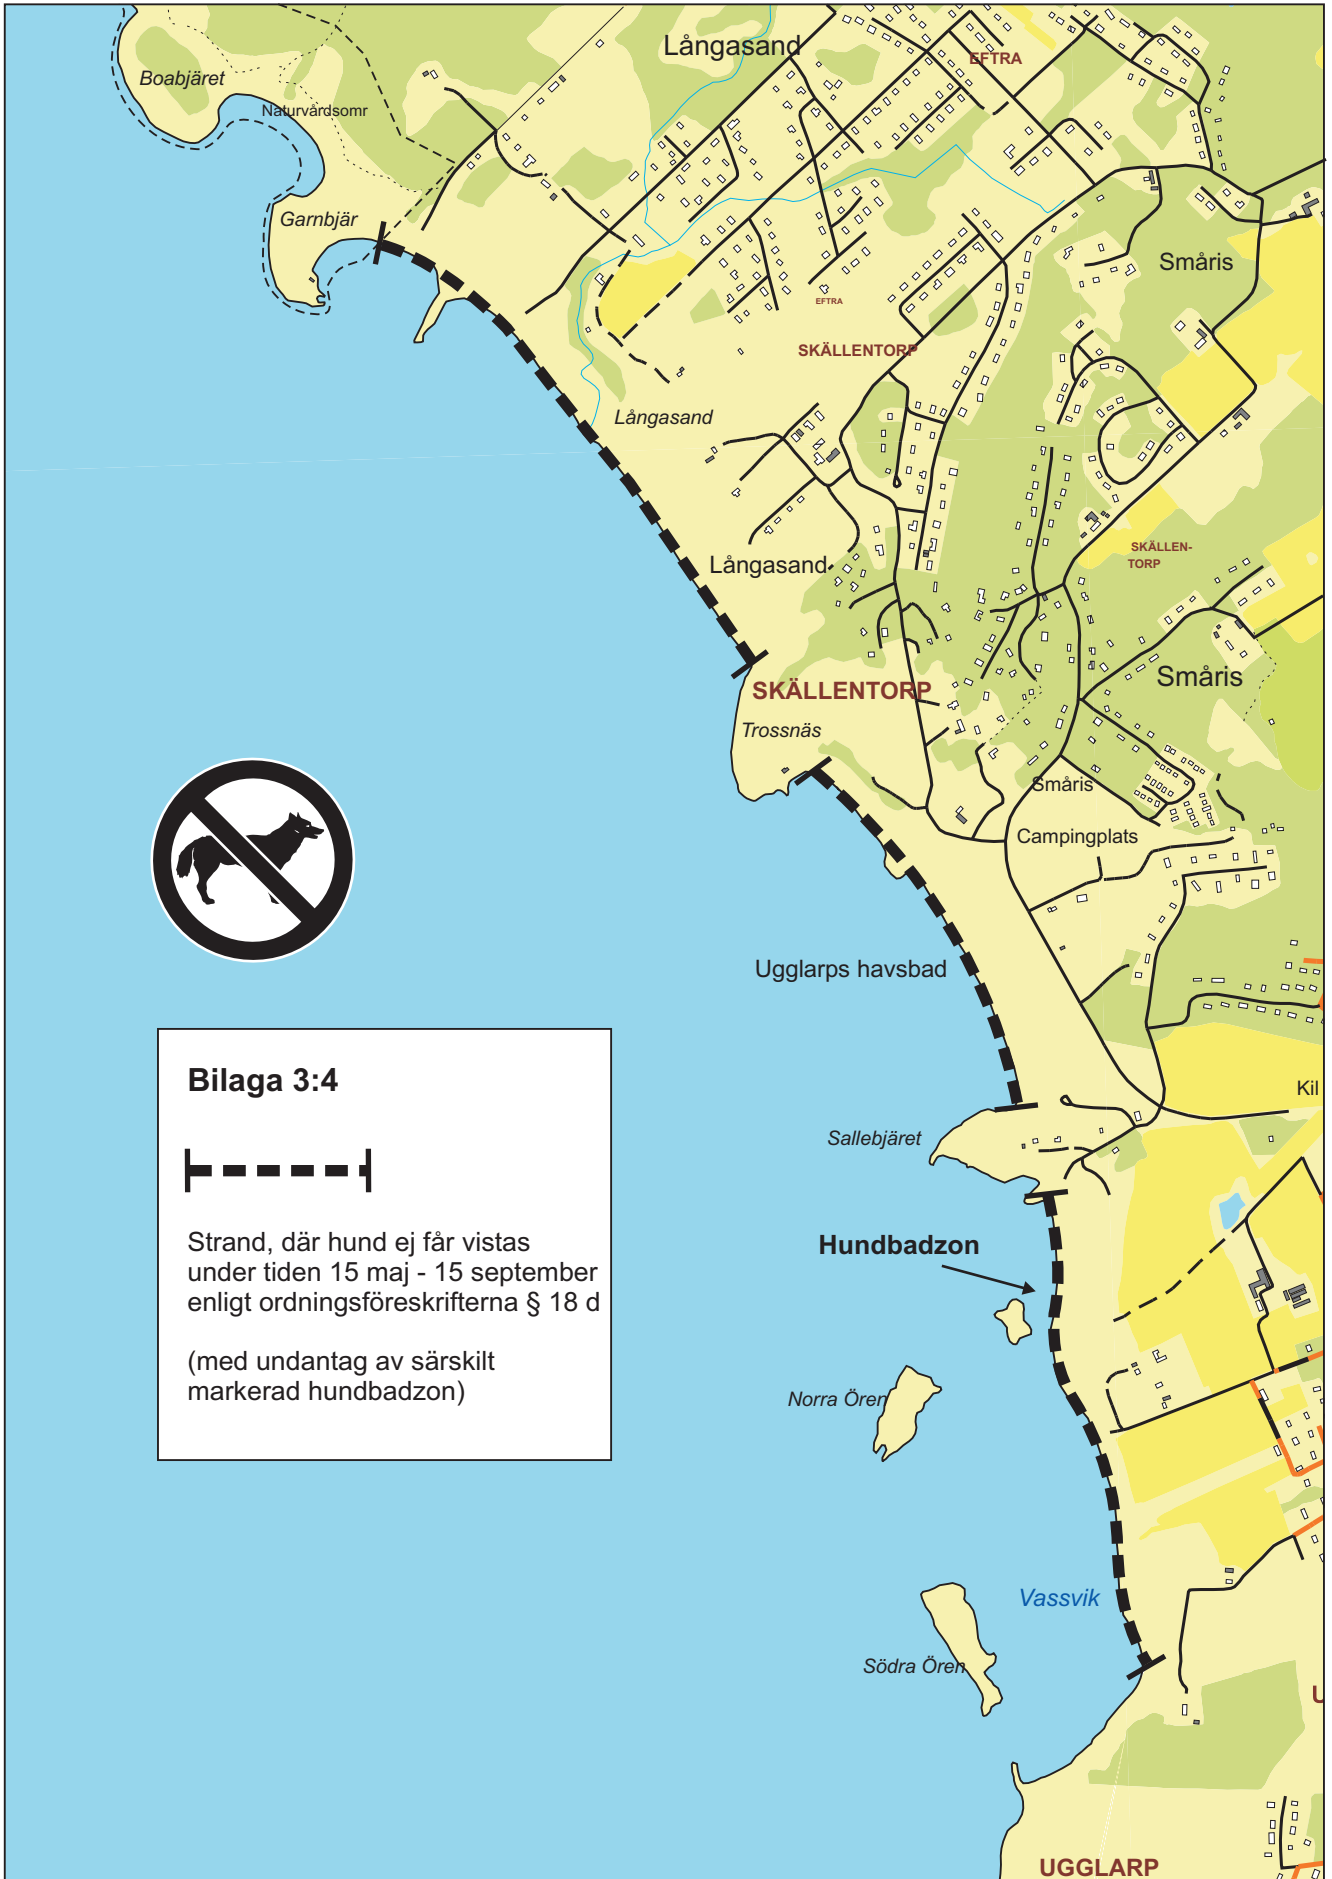 Långasand
EFTRA
Boabjäret
Naturvårdsomr
Garnbjär
Småris
EFTRA
SKÄLLENTORP
Långasand
SKÄLLEN-
TORP
Långasand
Småris
SKÄLLENTORP
Trossnäs
Småris
Campingplats
Ugglarps havsbad
Bilaga 3:4
Kil
Sallebjäret
Strand, där hund ej får vistas
under tiden 15 maj - 15 september
enligt ordningsföreskrifterna § 18 d
(med undantag av särskilt
markerad hundbadzon)
Hundbadzon
Norra Ören
Vassvik
Södra Ören
U
UGGLARP